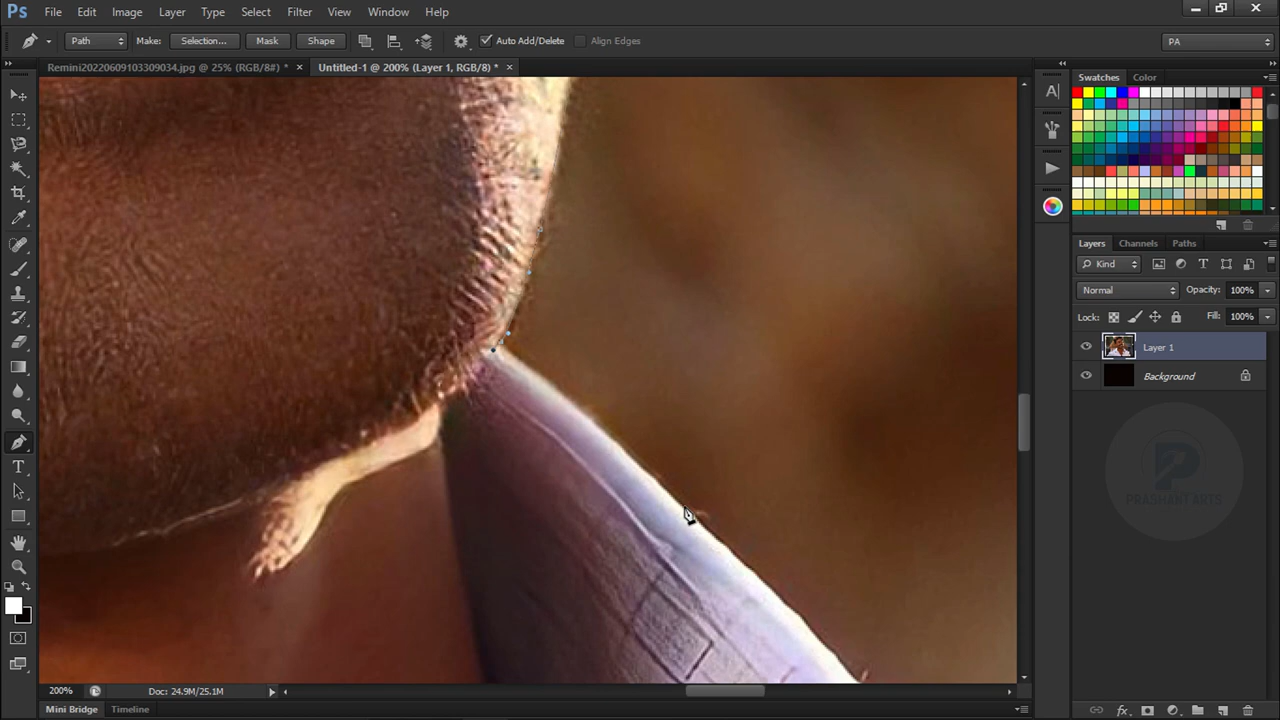 Ps File Edit Image Layer Type Select Filter View Window Help
Path Make: Selection... Mask Shape Auto Add/Delete Align Edges PA
Remini20220609103309034.jpg @ 25% (RGB/8#) * × Untitled-1 @ 200% (Layer 1, RGB/8) * ×
Swatches Color
A
Layers Channels Paths
Kind T
Normal Opacity: 100%
Lock: Fill: 100%
Layer 1
Background
T
PRASHANT ARTS
200% Doc: 24.9M/25.1M
Mini Bridge Timeline fx